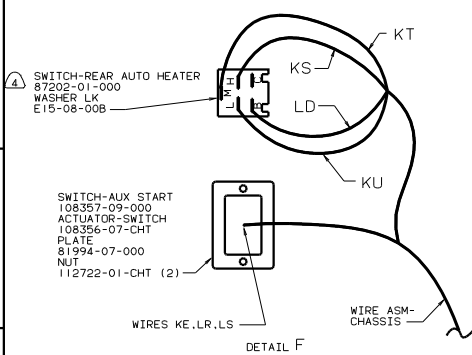 KT
KS
4
SWITCH-REAR AUTO HEATER
87202-01-000
WASHER LK
E15-08-00B
H
C
M
L
B
LD
KU
SWITCH-AUX START
108357-09-000
ACTUATOR-SWITCH
108356-07-CHT
PLATE
81994-07-000
NUT
112722-01-CHT (2)
WIRES KE,LR,LS
WIRE ASM-
CHASSIS
DETAIL F